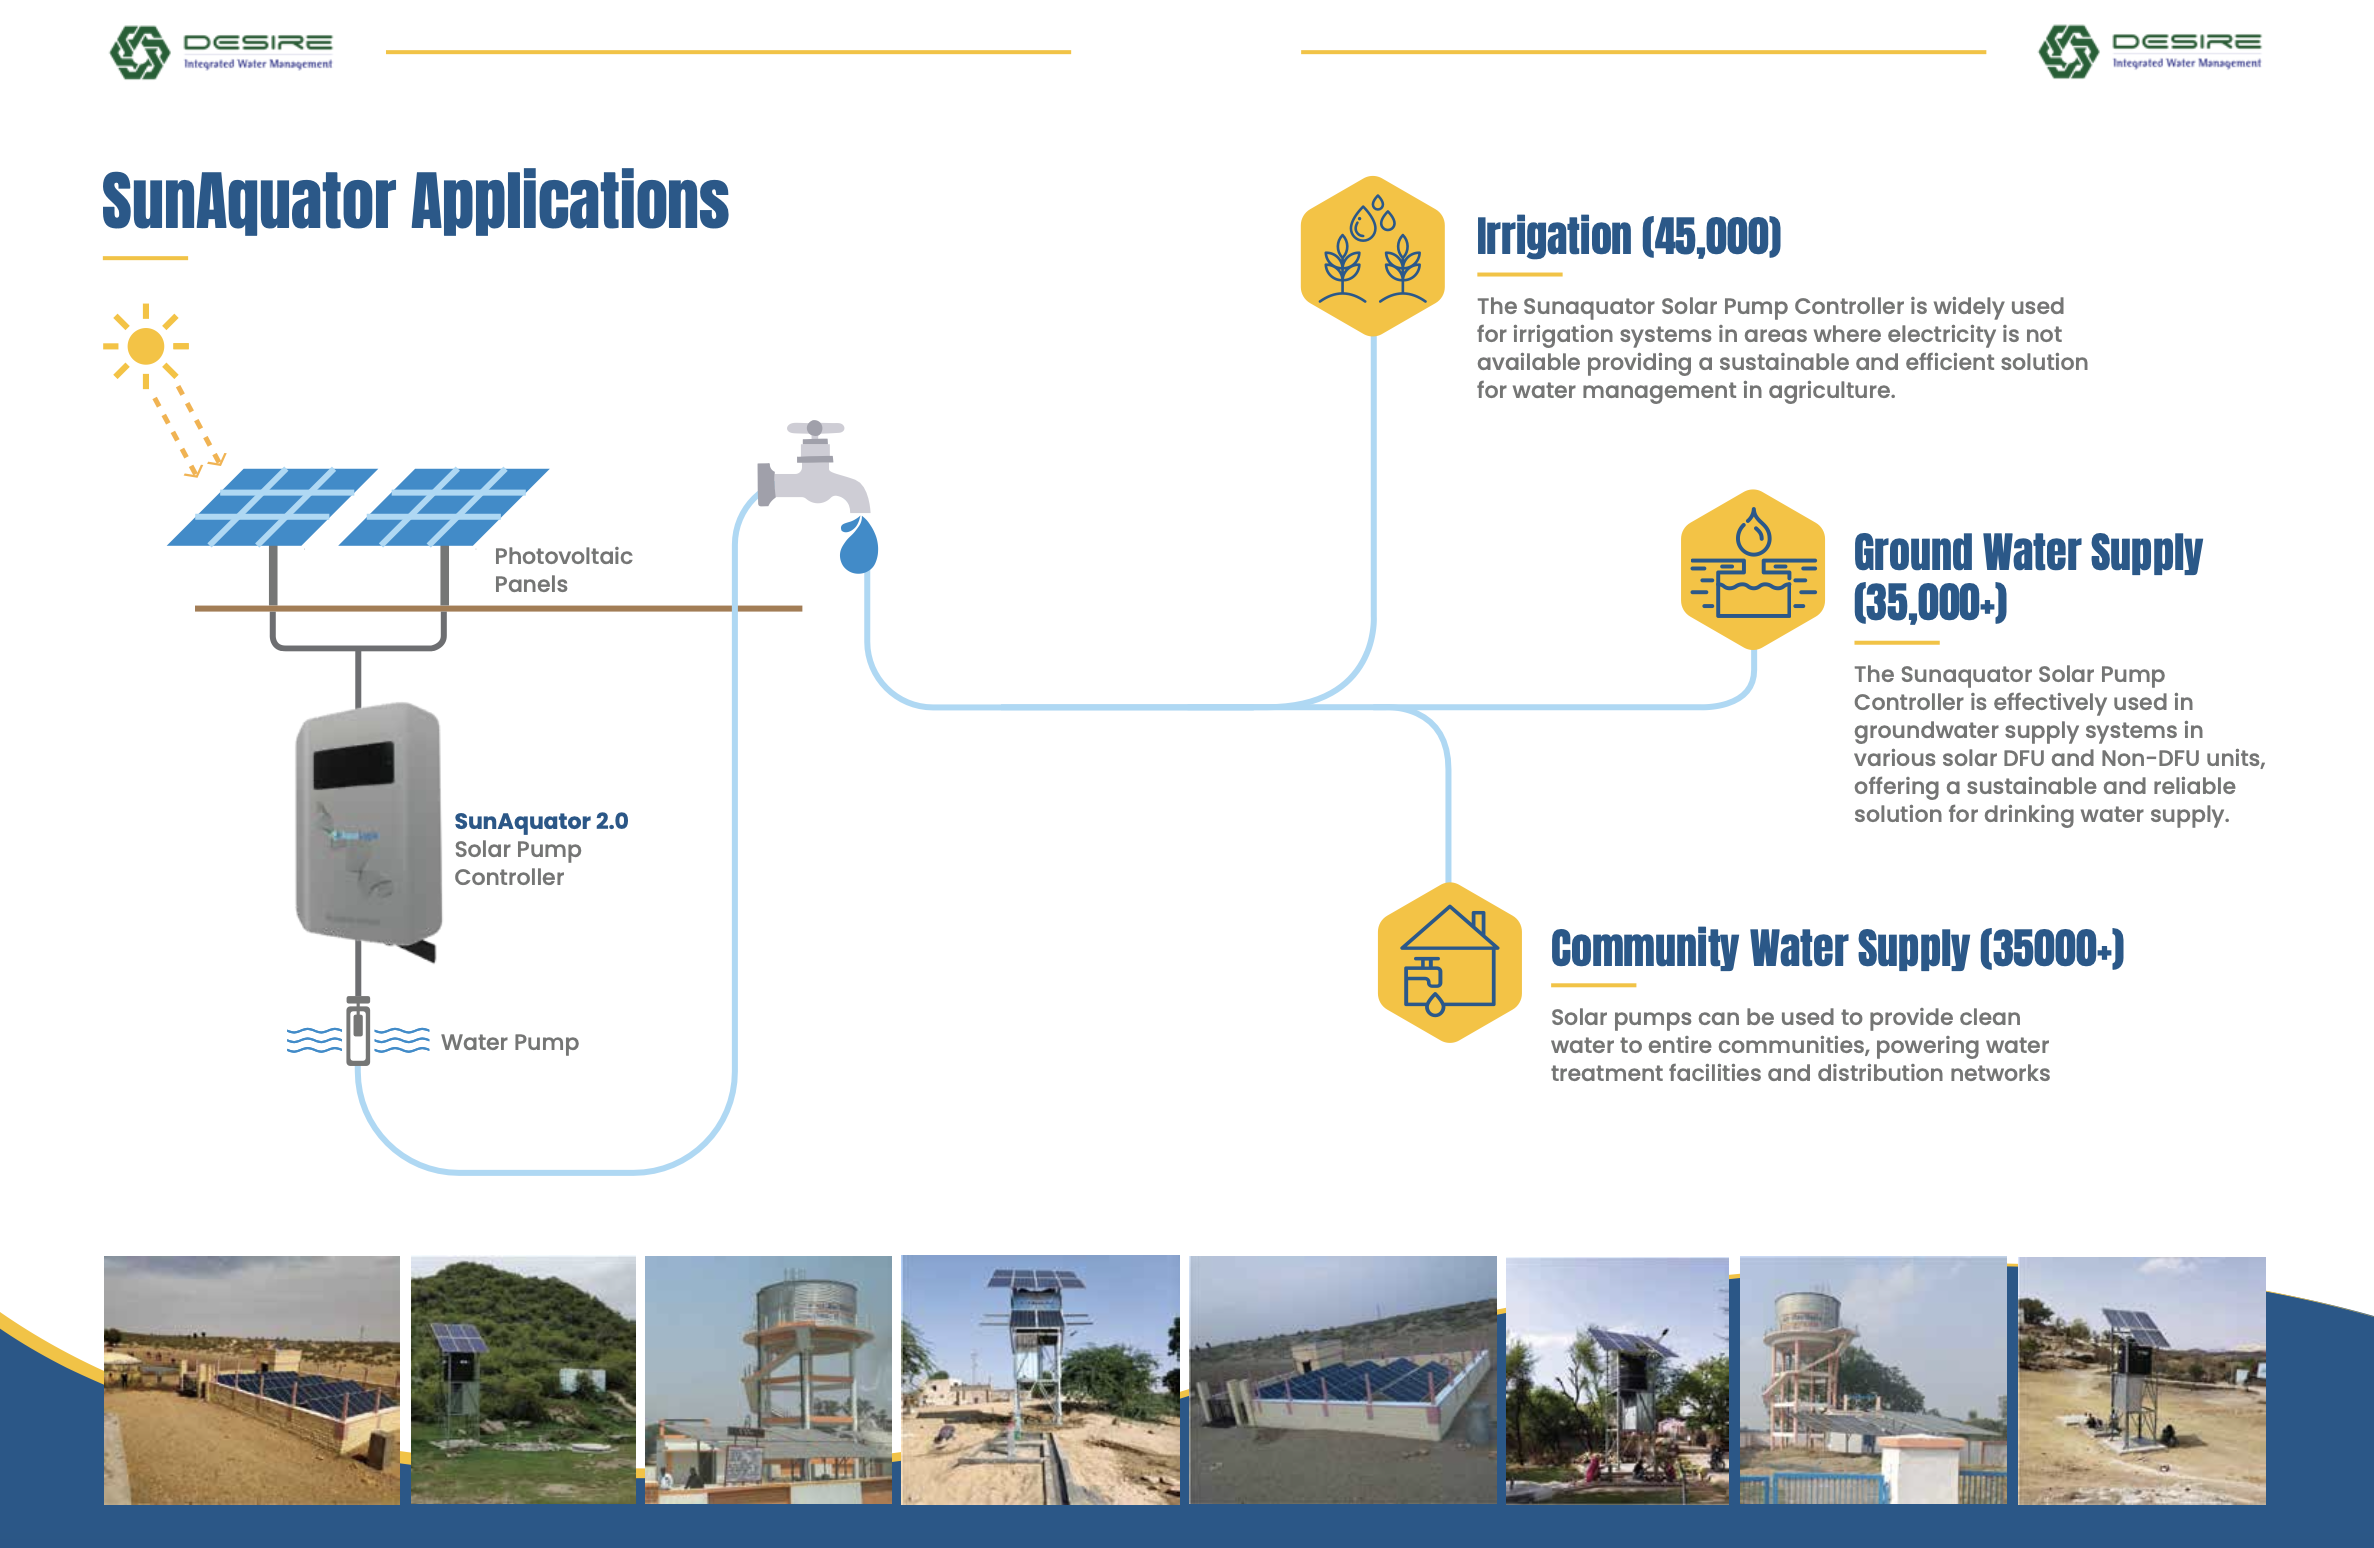 DESIRE
Integrated Water Management
DESIRE
Integrated Water Management
SunAquator Applications
Photovoltaic
Panels
SunAquator 2.0
Solar Pump
Controller
Water Pump
Irrigation (45,000)
The Sunaquator Solar Pump Controller is widely used
for irrigation systems in areas where electricity is not
available providing a sustainable and efficient solution
for water management in agriculture.
Ground Water Supply
(35,000+)
The Sunaquator Solar Pump
Controller is effectively used in
groundwater supply systems in
various solar DFU and Non-DFU units,
offering a sustainable and reliable
solution for drinking water supply.
Community Water Supply (35000+)
Solar pumps can be used to provide clean
water to entire communities, powering water
treatment facilities and distribution networks